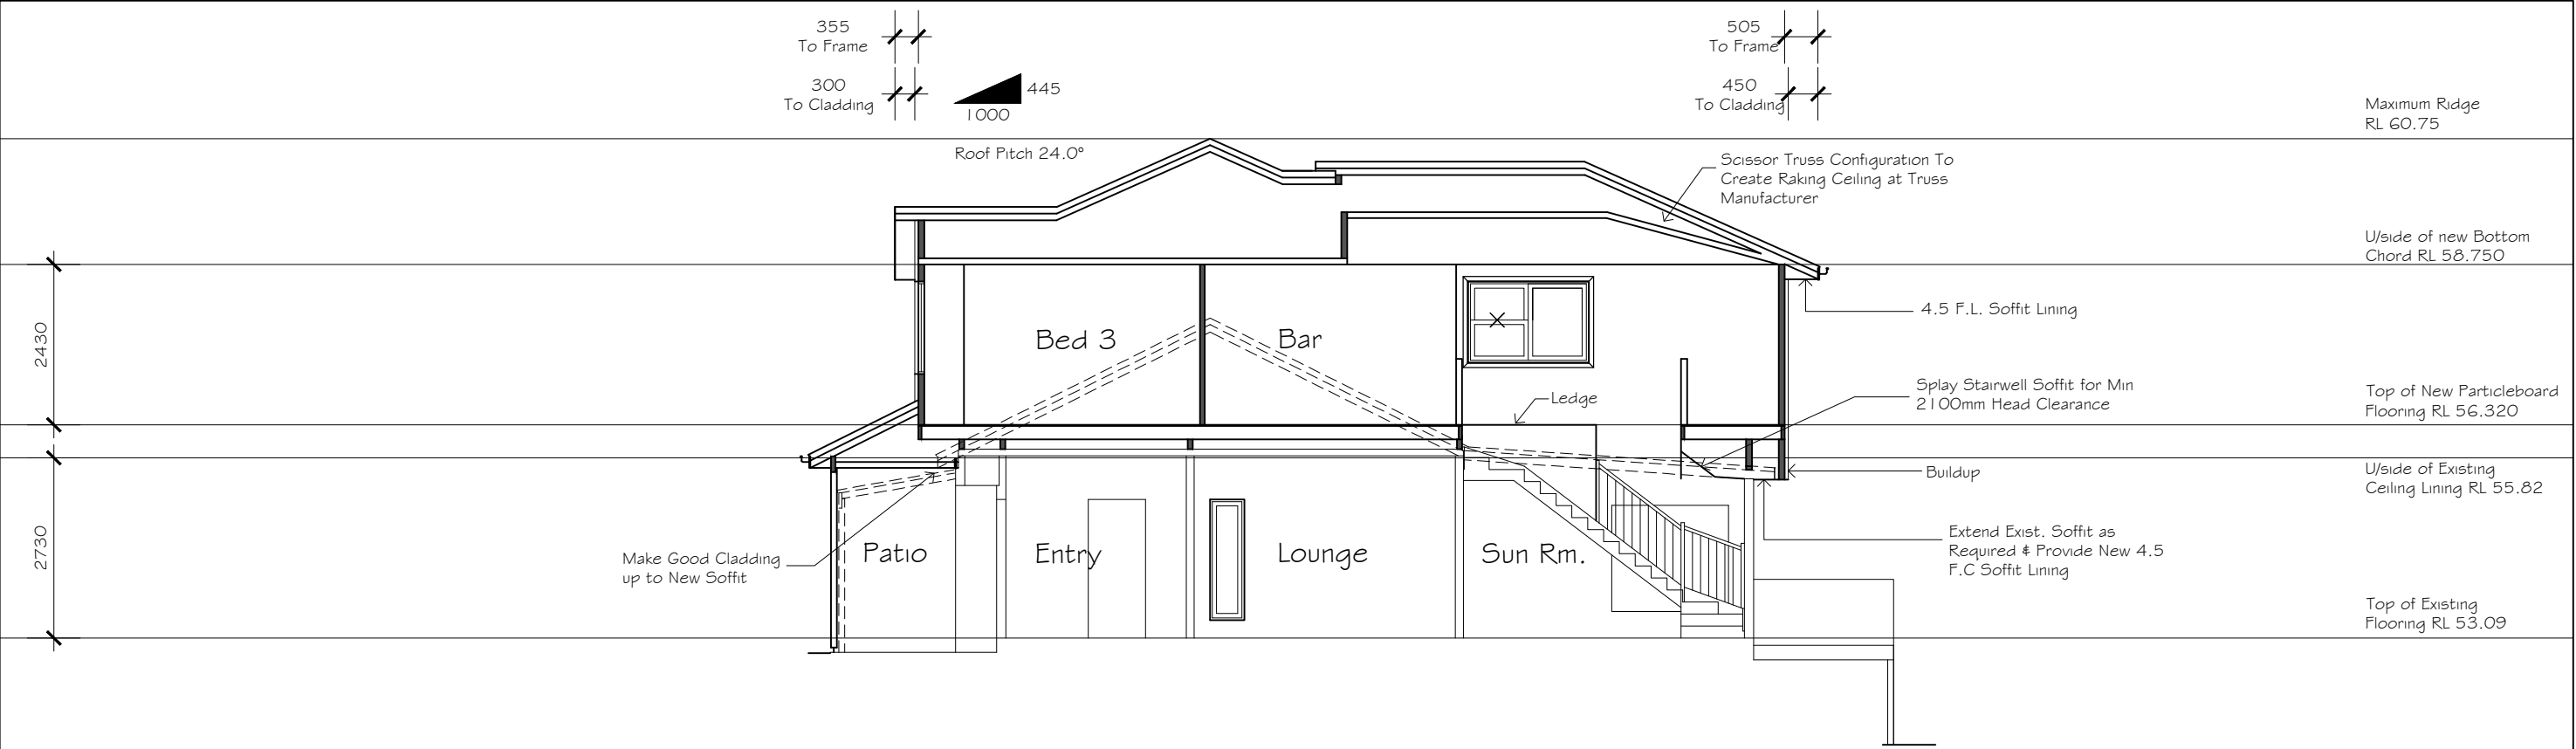 355
To Frame
300
To Cladding
445
1000
Roof Pitch 24.0°
505
To Frame
450
To Cladding
Maximum Ridge
RL 60.75
Scissor Truss Configuration To
Create Raking Ceiling at Truss
Manufacturer
U/side of new Bottom
Chord RL 58.750
4.5 F.L. Soffit Lining
2430
Bed 3
Bar
Ledge
Splay Stairwell Soffit for Min
2100mm Head Clearance
Top of New Particleboard
Flooring RL 56.320
Buildup
U/side of Existing
Ceiling Lining RL 55.82
2730
Make Good Cladding
up to New Soffit
Patio
Entry
Lounge
Sun Rm.
Extend Exist. Soffit as
Required & Provide New 4.5
F.C Soffit Lining
Top of Existing
Flooring RL 53.09